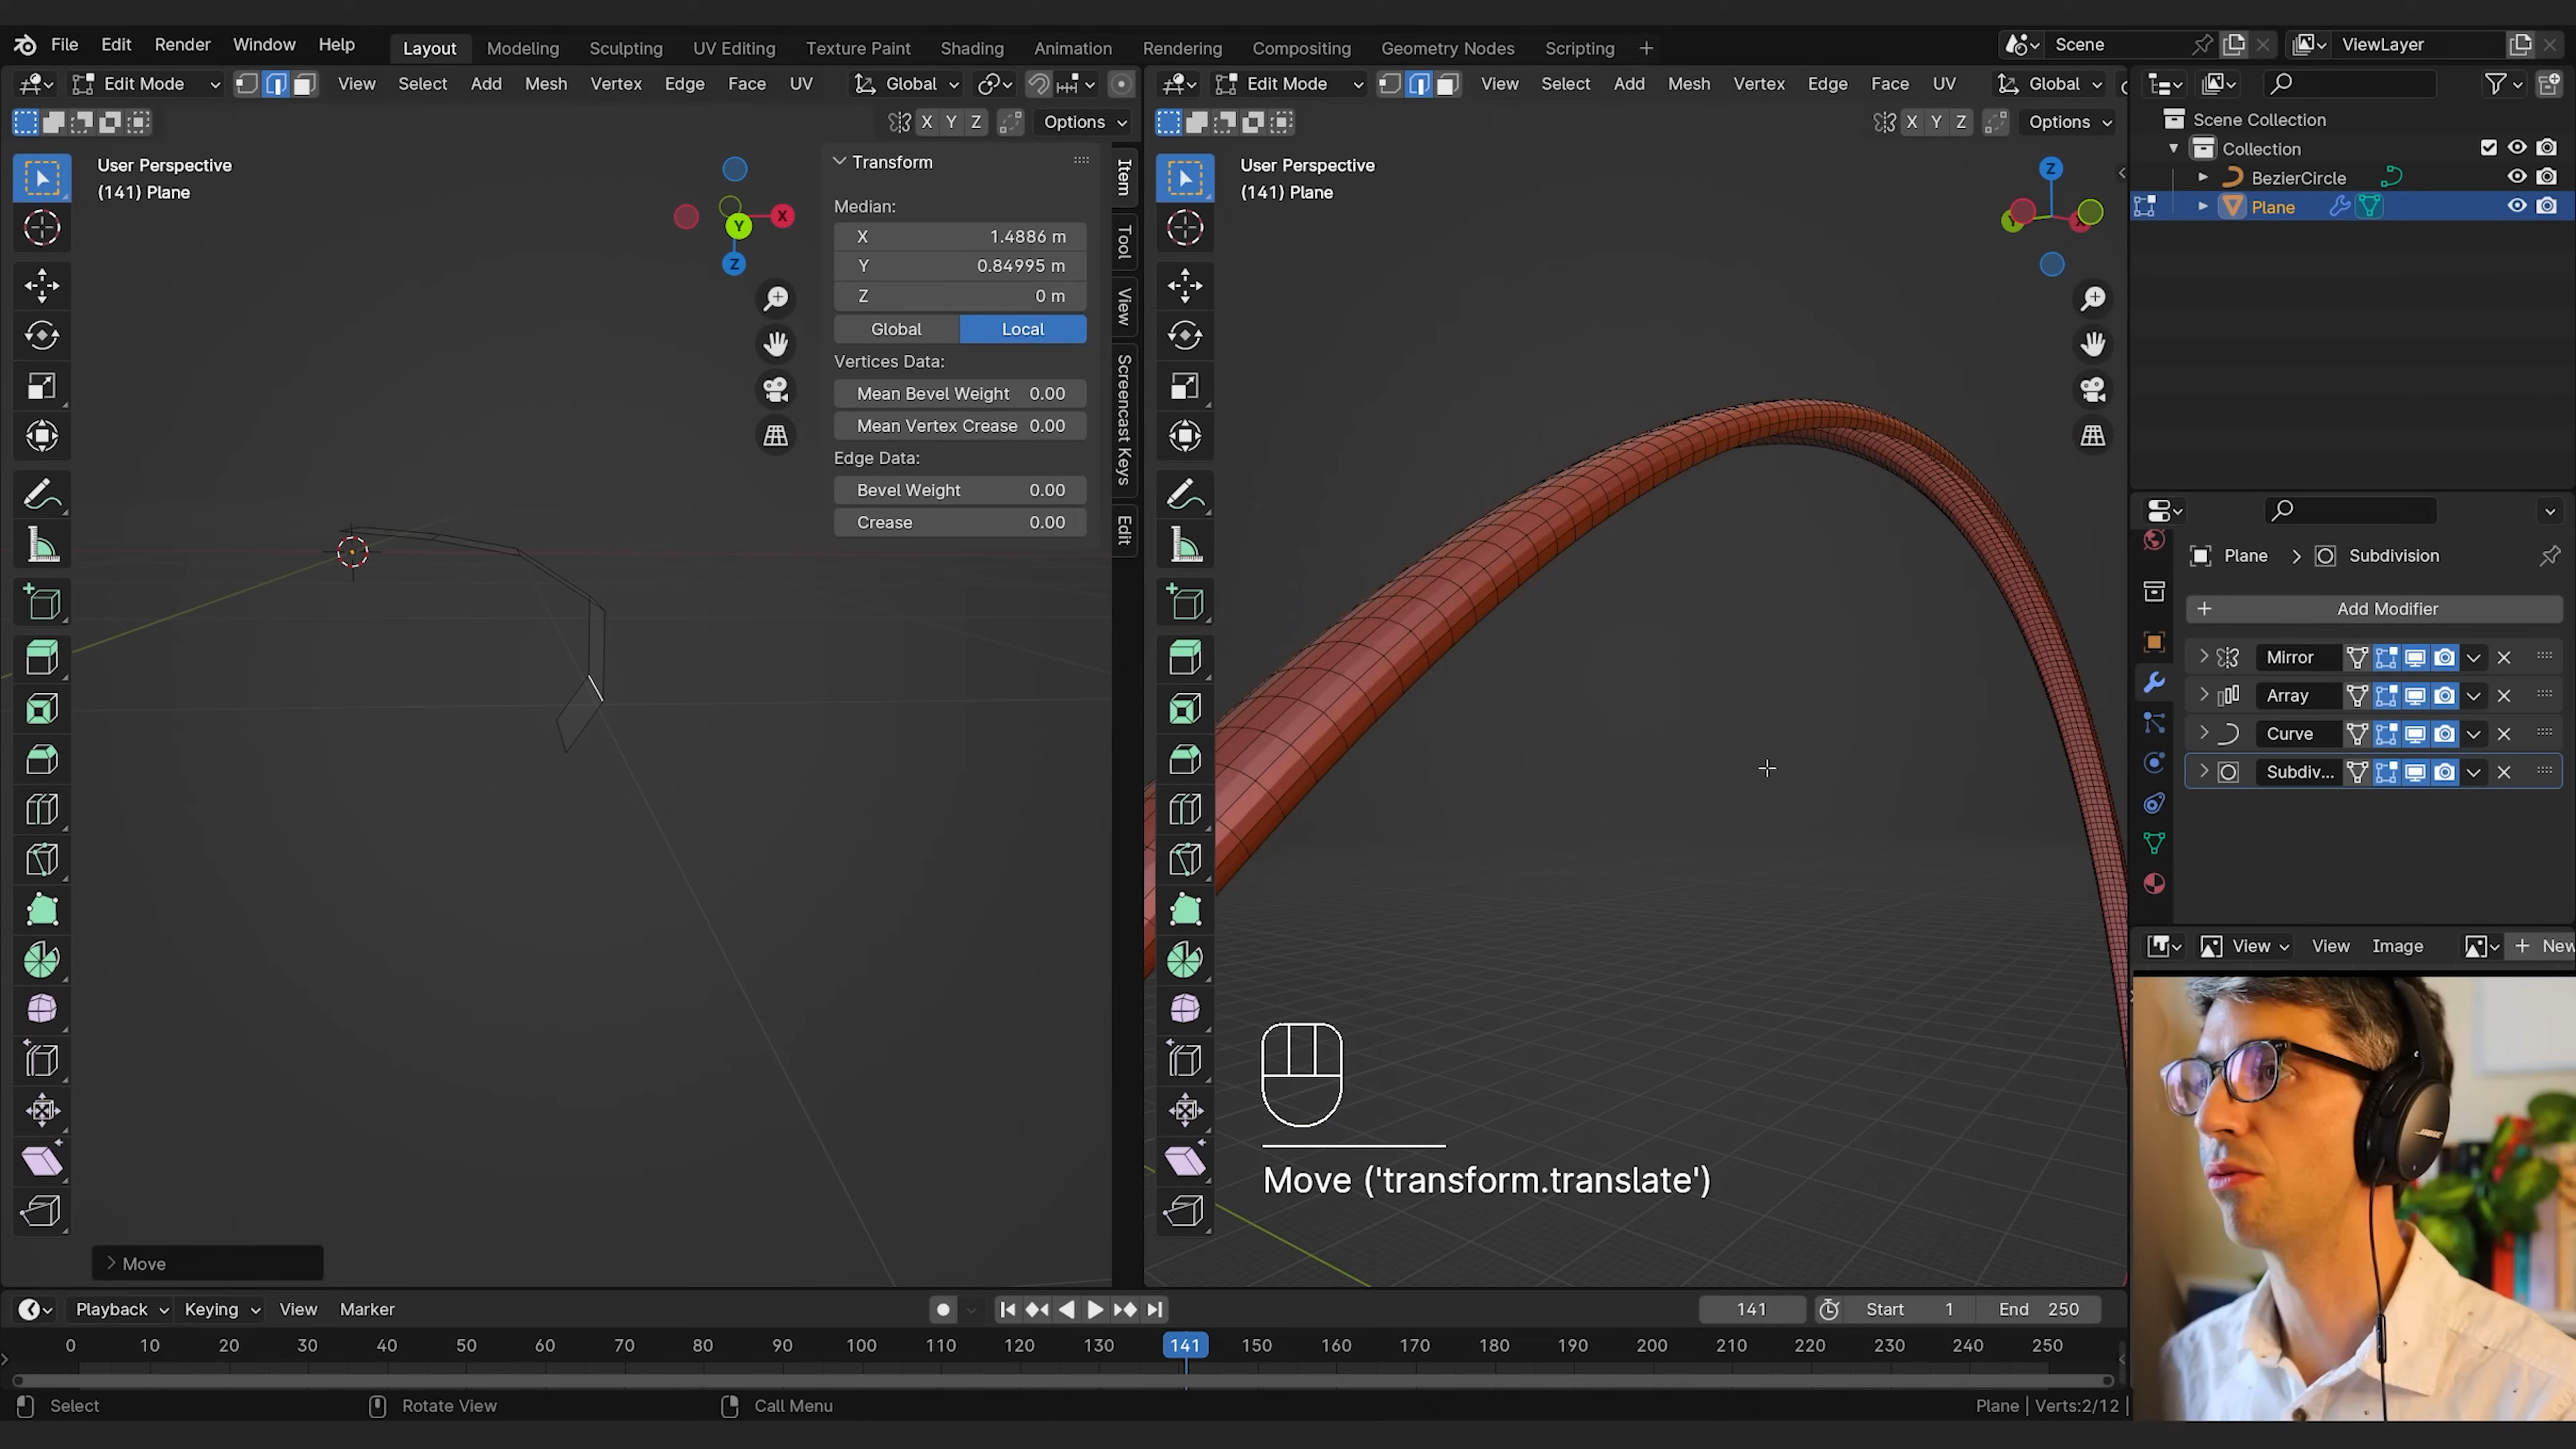 File Edit Render Window Help Layout Modeling Sculpting UV Editing Texture Paint Shading Animation Rendering Compositing Geometry Nodes Scripting + Scene ViewLayer
Edit Mode View Select Add Mesh Vertex Edge Face UV Global
Edit Mode View Select Add Mesh Vertex Edge Face UV Global
X Y Z Options
X Y Z Options
User Perspective
(141) Plane
X
Y
Z
Transform
Median:
X 1.4886 m
Y 0.84995 m
Z 0 m
Global Local
Vertices Data:
Mean Bevel Weight 0.00
Mean Vertex Crease 0.00
Edge Data:
Bevel Weight 0.00
Crease 0.00
Item
Tool
View
Screencast Keys
Edit
User Perspective
(141) Plane
Z
Y
X
Move ('transform.translate')
Move
Scene Collection
Collection
BezierCircle
Plane
Plane > Subdivision
+ Add Modifier
Mirror
Array
Curve
Subdiv...
View View Image + New
BOSE
Playback Keying View Marker 141 Start 1 End 250
0 10 20 30 40 50 60 70 80 90 100 110 120 130 141 150 160 170 180 190 200 210 220 230 240 250
Select Rotate View Call Menu Plane | Verts:2/12